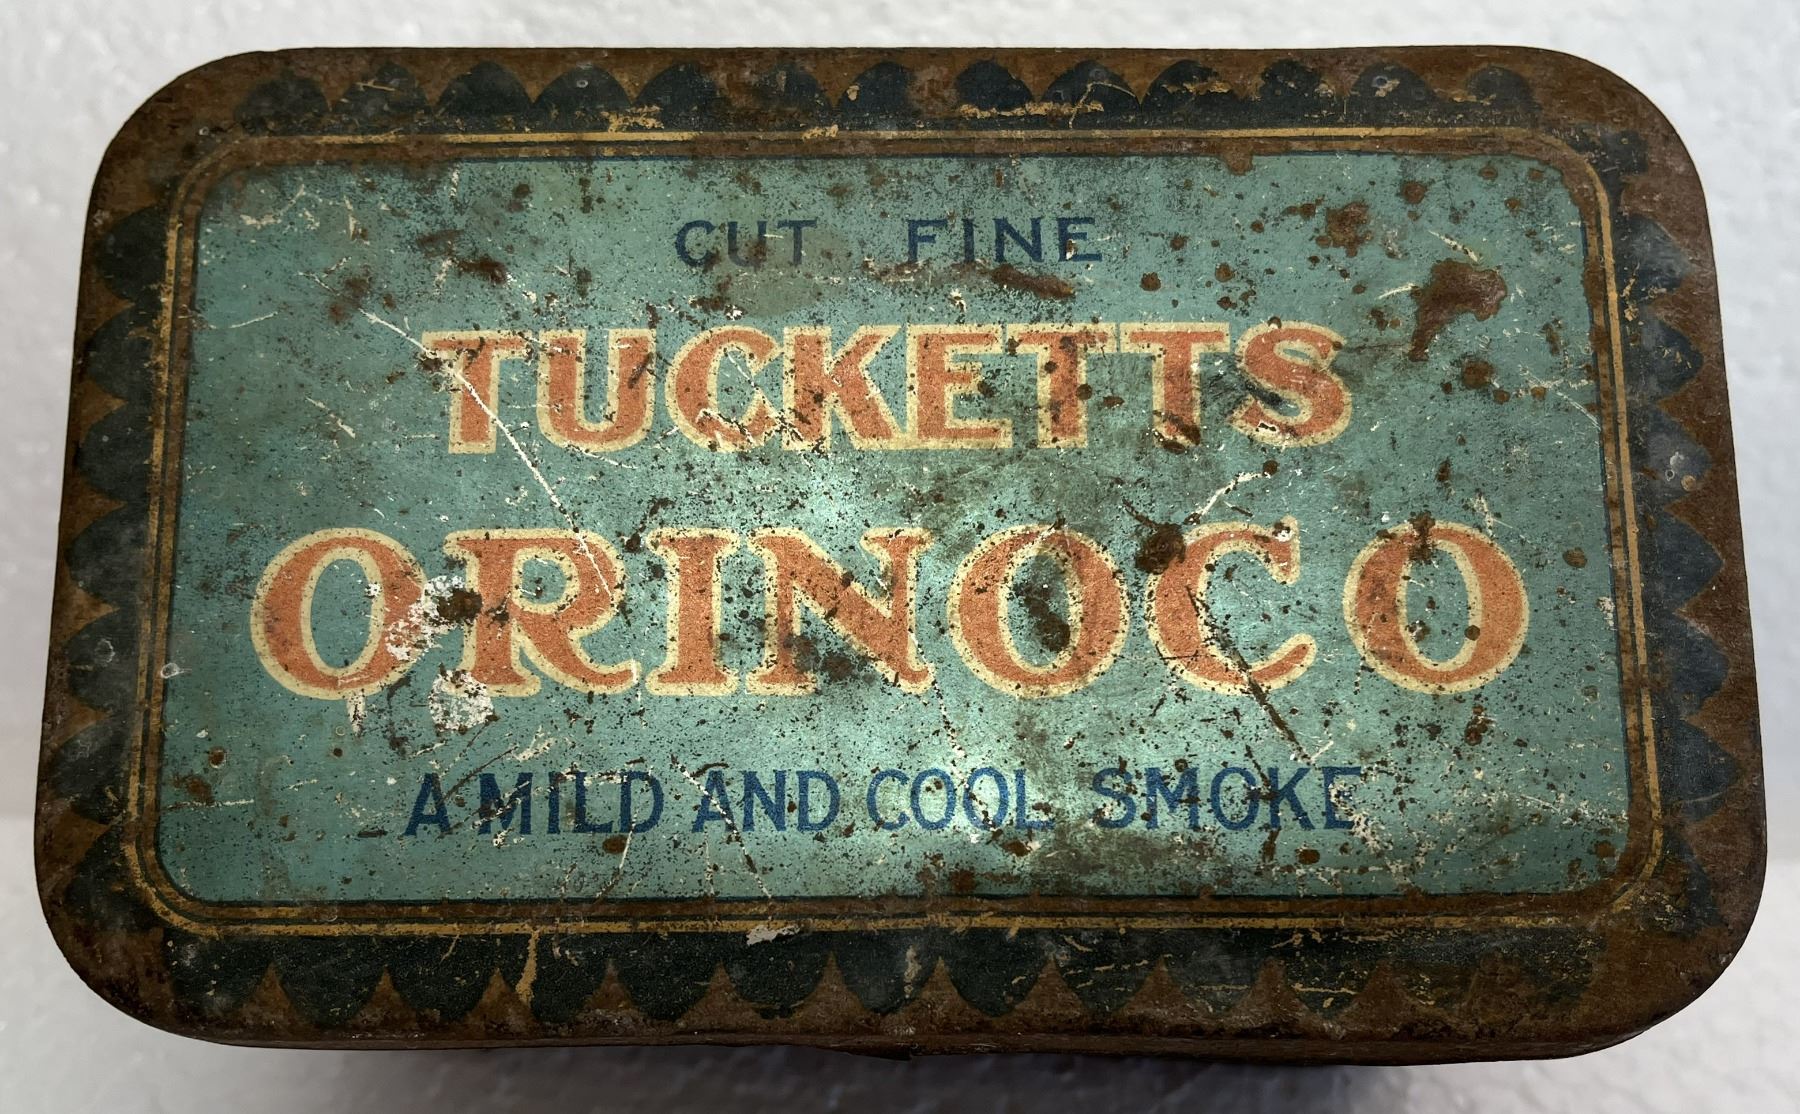 CUT FINE
TUCKETTS
ORINOCO
A MILD AND COOL SMOKE